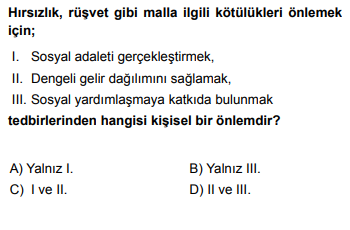 Hırsızlık, rüşvet gibi malla ilgili kötülükleri önlemek
için;
I. Sosyal adaleti gerçekleştirmek,
II. Dengeli gelir dağılımını sağlamak,
III. Sosyal yardımlaşmaya katkıda bulunmak
tedbirlerinden hangisi kişisel bir önlemdir?
A) Yalnız I. B) Yalnız III.
C) I ve II. D) II ve III.